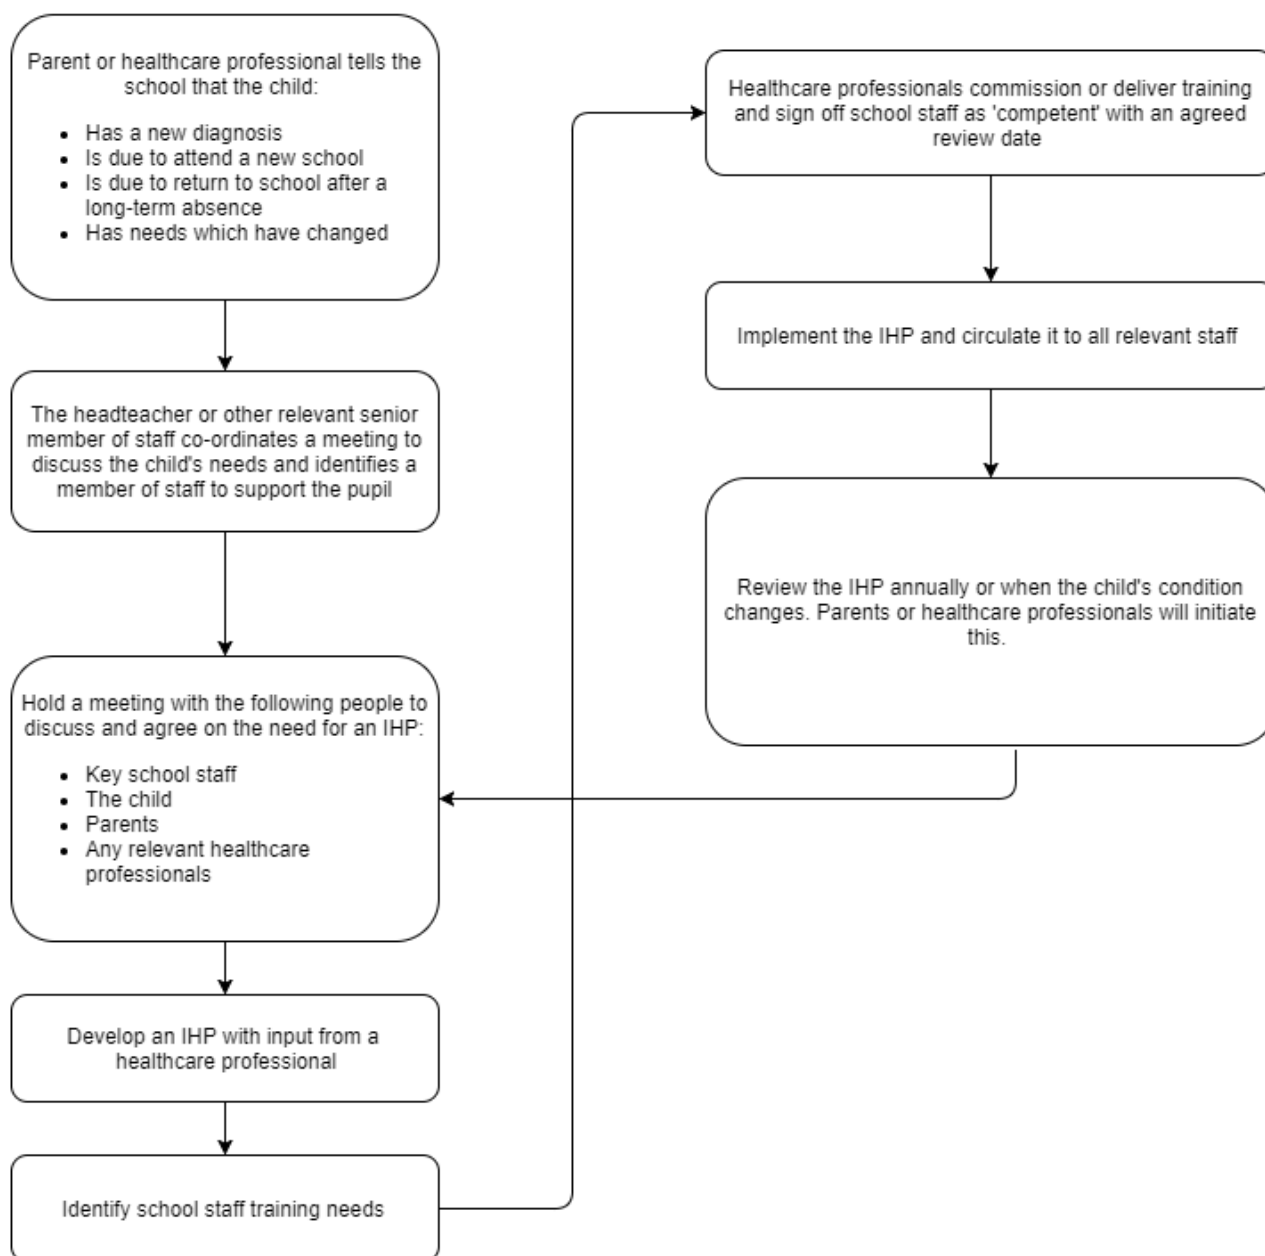 Parent or healthcare professional tells the
school that the child:
• Has a new diagnosis
• Is due to attend a new school
• Is due to return to school after a
long-term absence
• Has needs which have changed
The headteacher or other relevant senior
member of staff co-ordinates a meeting to
discuss the child's needs and identifies a
member of staff to support the pupil
Hold a meeting with the following people to
discuss and agree on the need for an IHP:
• Key school staff
• The child
• Parents
• Any relevant healthcare
professionals
Develop an IHP with input from a
healthcare professional
Identify school staff training needs
Healthcare professionals commission or deliver training
and sign off school staff as 'competent' with an agreed
review date
Implement the IHP and circulate it to all relevant staff
Review the IHP annually or when the child's condition
changes. Parents or healthcare professionals will initiate
this.